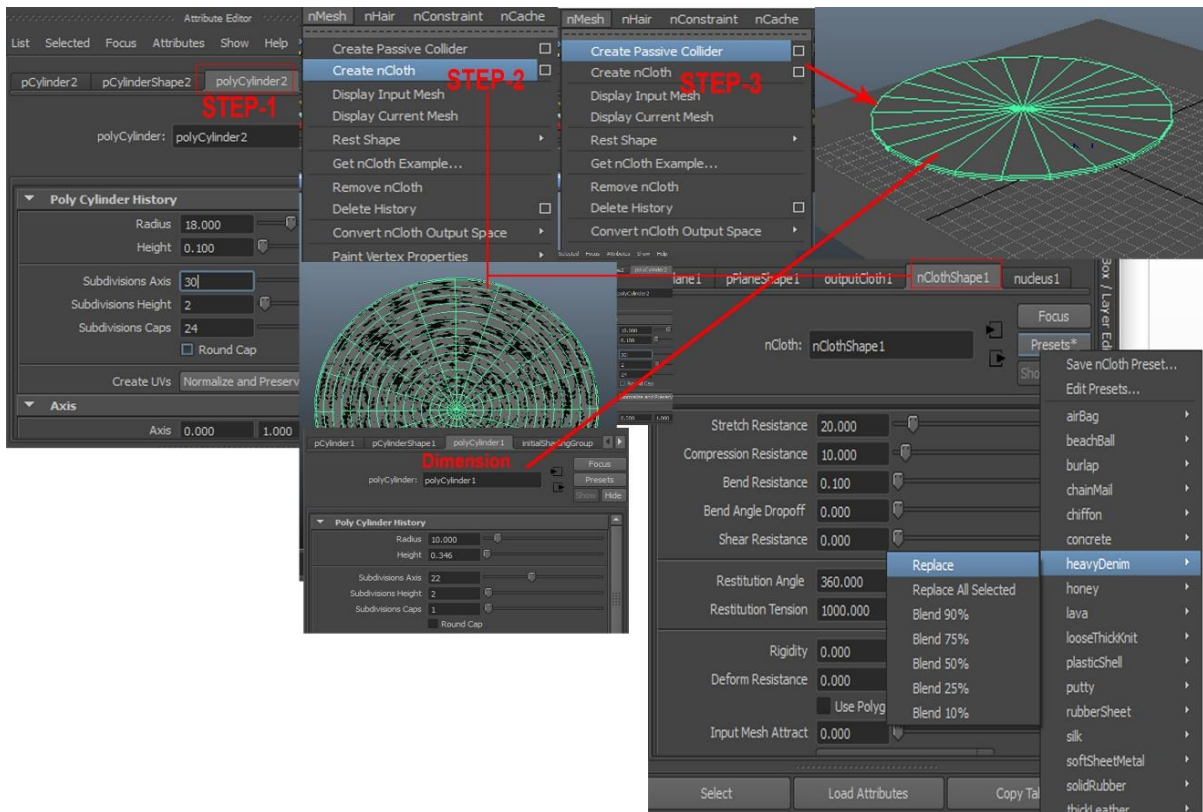 Attribute Editor
List Selected Focus Attributes Show Help
pCylinder2 pCylinderShape2 polyCylinder2
STEP-1
polyCylinder: polyCylinder2
Poly Cylinder History
Radius 18.000
Height 0.100
Subdivisions Axis 30
Subdivisions Height 2
Subdivisions Caps 24
Round Cap
Create UVs Normalize and Preserv
Axis
Axis 0.000 1.000
nMesh nHair nConstraint nCache
Create Passive Collider
Create nCloth
STEP-2
Display Input Mesh
Display Current Mesh
Rest Shape
Get nCloth Example...
Remove nCloth
Delete History
Convert nCloth Output Space
Paint Vertex Properties
nMesh nHair nConstraint nCache
Create Passive Collider
Create nCloth
STEP-3
Display Input Mesh
Display Current Mesh
Rest Shape
Get nCloth Example...
Remove nCloth
Delete History
Convert nCloth Output Space
pCylinder1 pCylinderShape1 polyCylinder1 initialShadingGroup
Dimension
Focus
polyCylinder: polyCylinder1
Presets
Show Hide
Poly Cylinder History
Radius 10.000
Height 0.346
Subdivisions Axis 22
Subdivisions Height 2
Subdivisions Caps 1
Round Cap
lane1 pPlaneShape1 outputCloth1 nClothShape1 nucleus1
Box / Layer Ed
Focus
nCloth: nClothShape1
Presets*
Sho
Stretch Resistance 20.000
Compression Resistance 10.000
Bend Resistance 0.100
Bend Angle Dropoff 0.000
Shear Resistance 0.000
Restitution Angle 360.000
Restitution Tension 1000.000
Rigidity 0.000
Deform Resistance 0.000
Use Polyg
Input Mesh Attract 0.000
Select Load Attributes Copy Ta
Replace
Replace All Selected
Blend 90%
Blend 75%
Blend 50%
Blend 25%
Blend 10%
Save nCloth Preset...
Edit Presets...
airBag
beachBall
burlap
chainMail
chiffon
concrete
heavyDenim
honey
lava
looseThickKnit
plasticShell
putty
rubberSheet
silk
softSheetMetal
solidRubber
thickLeather